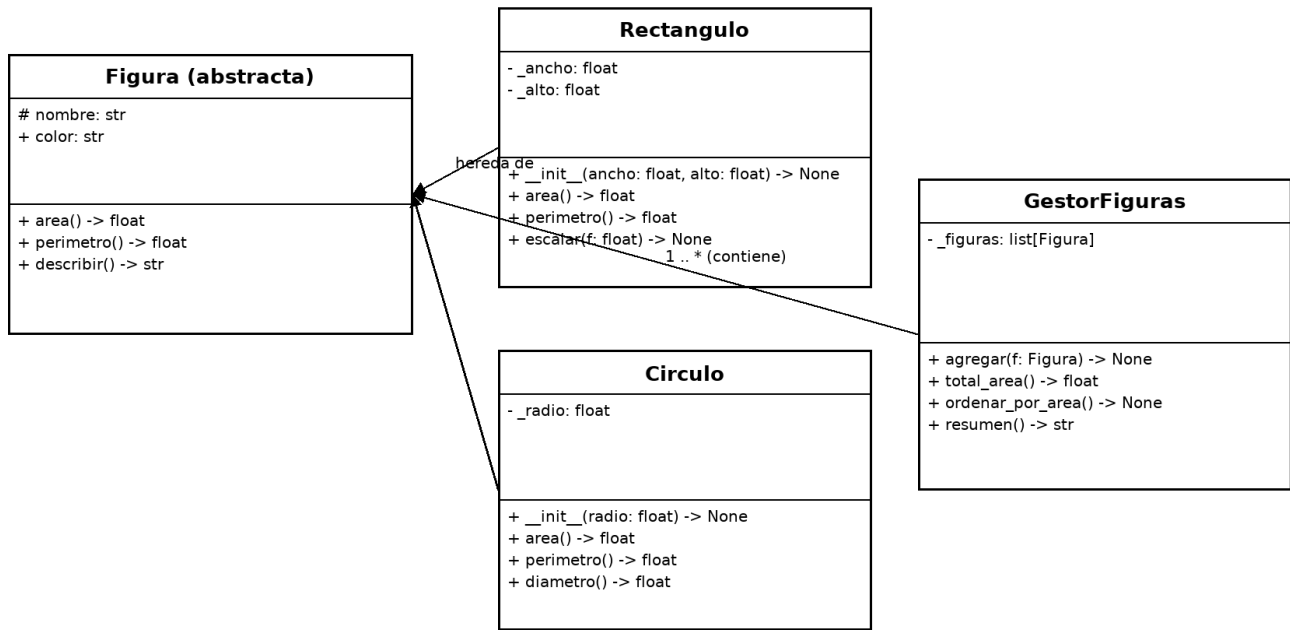 Figura (abstracta)
# nombre: str
+ color: str
+ area() -> float
+ perimetro() -> float
+ describir() -> str
hereda de
Rectangulo
- _ancho: float
- _alto: float
+ __init__(ancho: float, alto: float) -> None
+ area() -> float
+ perimetro() -> float
+ escalar(f: float) -> None
1 .. * (contiene)
Circulo
- _radio: float
+ __init__(radio: float) -> None
+ area() -> float
+ perimetro() -> float
+ diametro() -> float
GestorFiguras
- _figuras: list[Figura]
+ agregar(f: Figura) -> None
+ total_area() -> float
+ ordenar_por_area() -> None
+ resumen() -> str